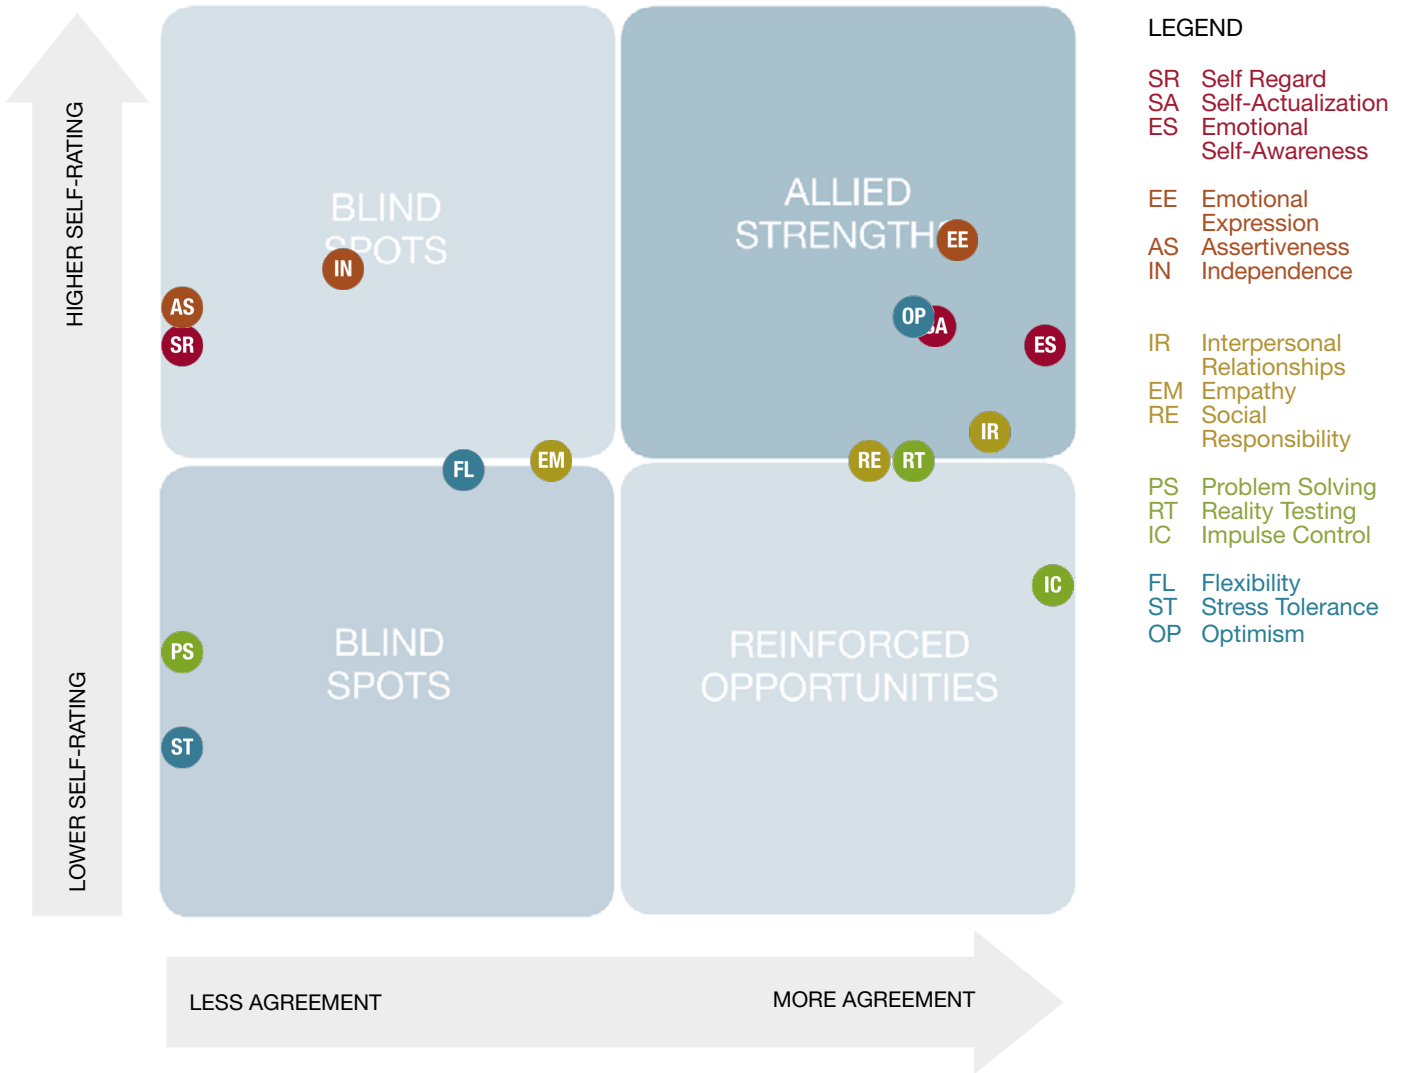 HIGHER SELF-RATING
LOWER SELF-RATING
BLIND
SPOTS
IN
AS
SR
ALLIED
STRENGTH
EE
OP
SA
ES
IR
FL
EM
RE
RT
BLIND
SPOTS
PS
ST
IC
REINFORCED
OPPORTUNITIES
LESS AGREEMENT
MORE AGREEMENT
LEGEND
SR Self Regard
SA Self-Actualization
ES Emotional
Self-Awareness
EE Emotional
Expression
AS Assertiveness
IN Independence
IR Interpersonal
Relationships
EM Empathy
RE Social
Responsibility
PS Problem Solving
RT Reality Testing
IC Impulse Control
FL Flexibility
ST Stress Tolerance
OP Optimism